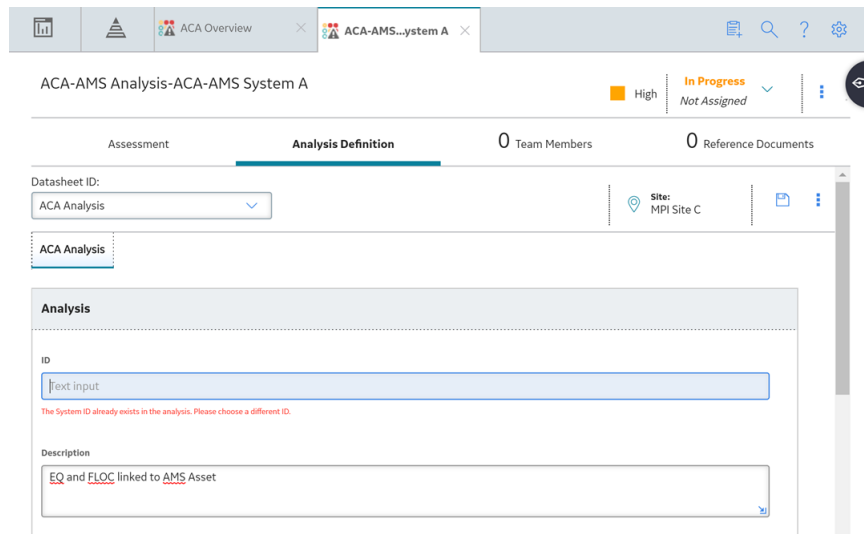 ACA Overview
ACA-AMS...ystem A
ACA-AMS Analysis-ACA-AMS System A
High
In Progress
Not Assigned
Assessment
Analysis Definition
0 Team Members
0 Reference Documents
Datasheet ID:
ACA Analysis
Site:
MPI Site C
ACA Analysis
Analysis
ID
Text input
The System ID already exists in the analysis. Please choose a different ID.
Description
EQ and FLOC linked to AMS Asset